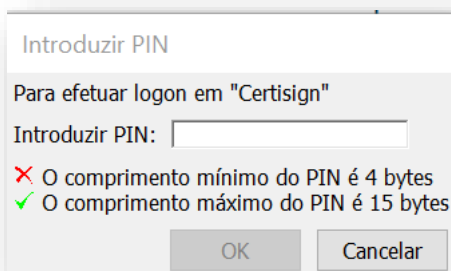 Introduzir PIN
Para efetuar logon em "Certisign"
Introduzir PIN:
O comprimento mínimo do PIN é 4 bytes
O comprimento máximo do PIN é 15 bytes
OK Cancelar